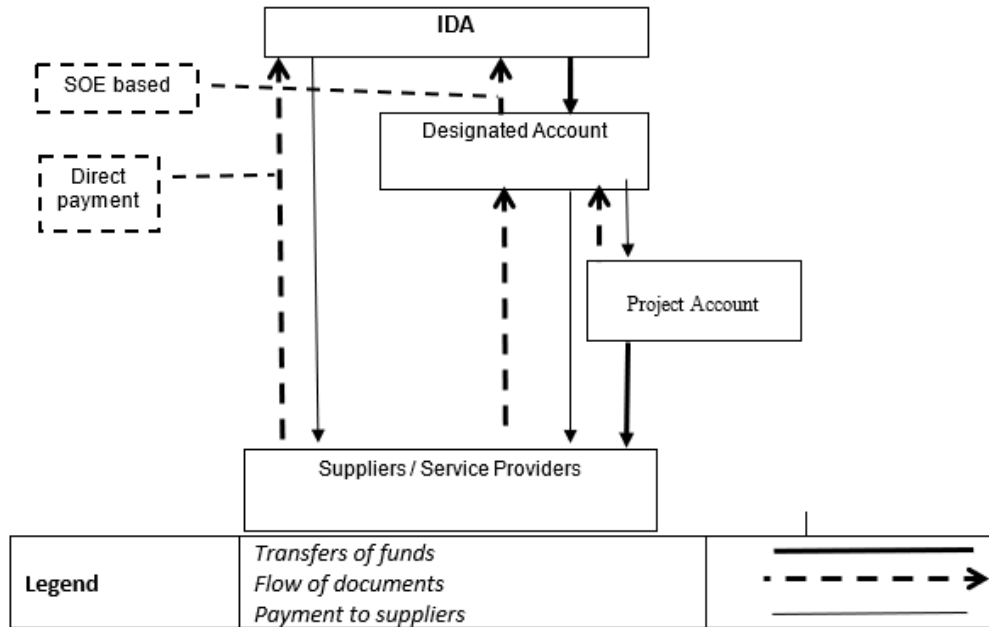 IDA
SOE based
Designated Account
Direct
payment
Project Account
Suppliers / Service Providers
Legend
Transfers of funds
Flow of documents
Payment to suppliers